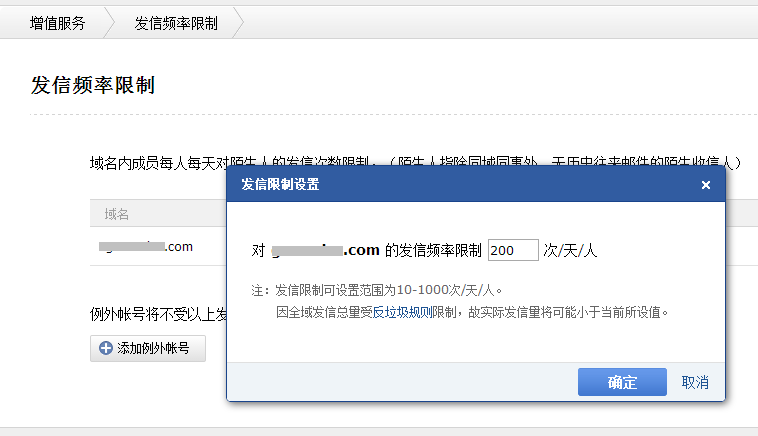 增值服务 发信频率限制
发信频率限制
域名内成员每人每天对陌生人的发信次数限制。（陌生人指除同域同事外，无历史往来邮件的陌生收信人）
发信限制设置 ×
域名
对 .com 的发信频率限制 200 次/天/人
.com
注：发信限制可设置范围为10-1000次/天/人。
因全域发信总量受反垃圾规则限制，故实际发信量将可能小于当前所设值。
例外帐号将不受以上发
添加例外帐号
确定 取消